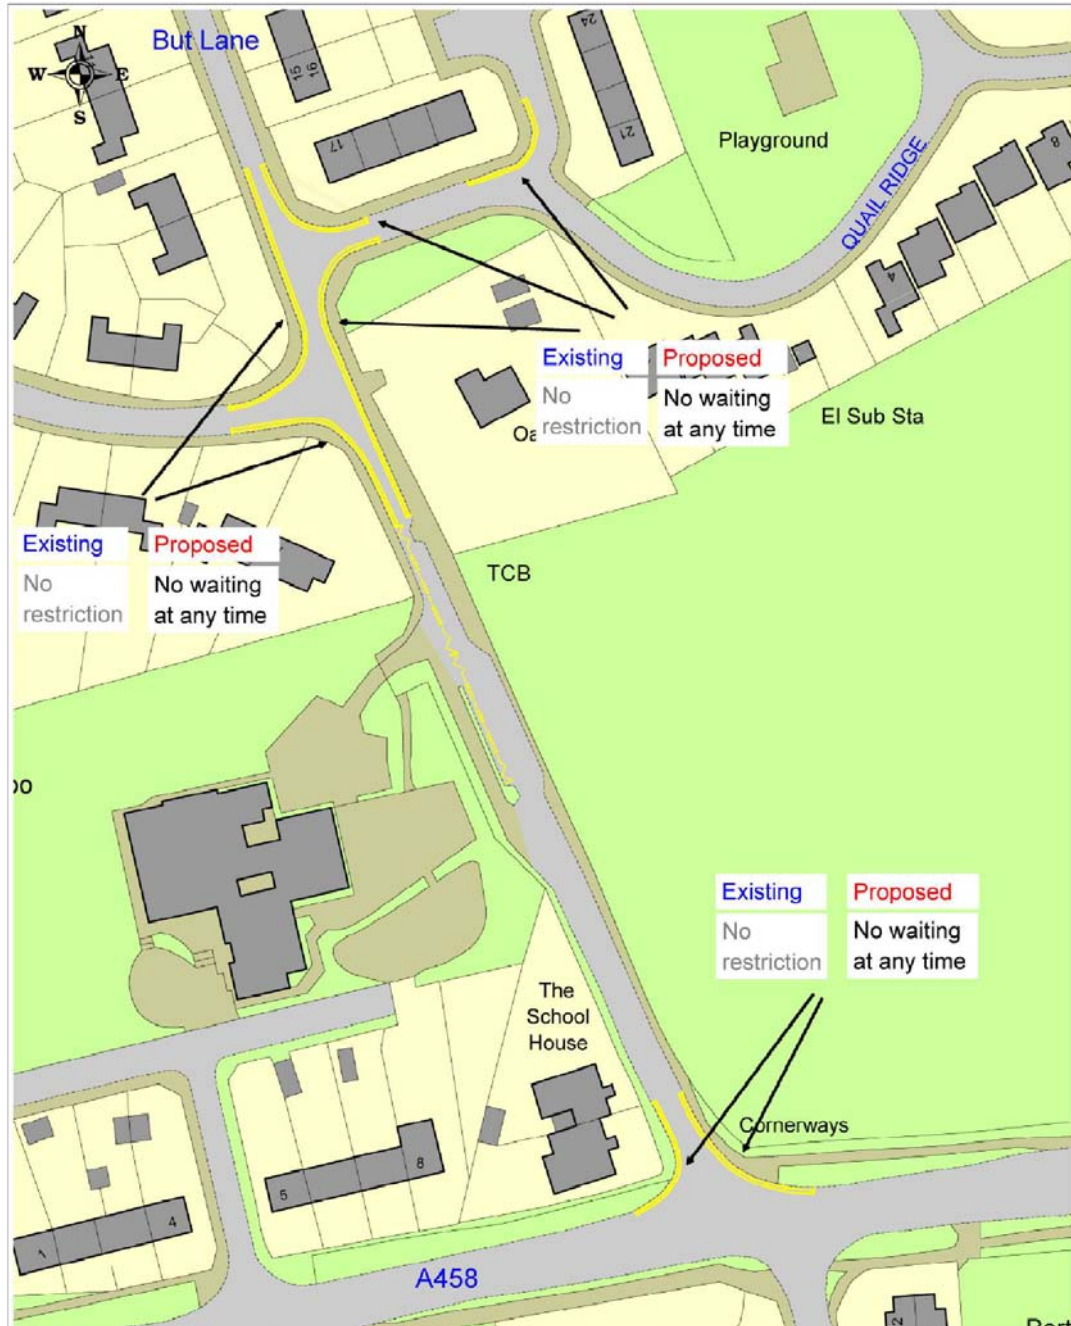 But Lane
N
W E
S
15
16
17
24
21
Playground
QUAIL RIDGE
8
4
Existing Proposed
No restriction
No waiting at any time
El Sub Sta
Existing Proposed
No restriction
No waiting at any time
TCB
Existing Proposed
No restriction
No waiting at any time
The
School
House
Cornerways
8
5
4
1
A458
2